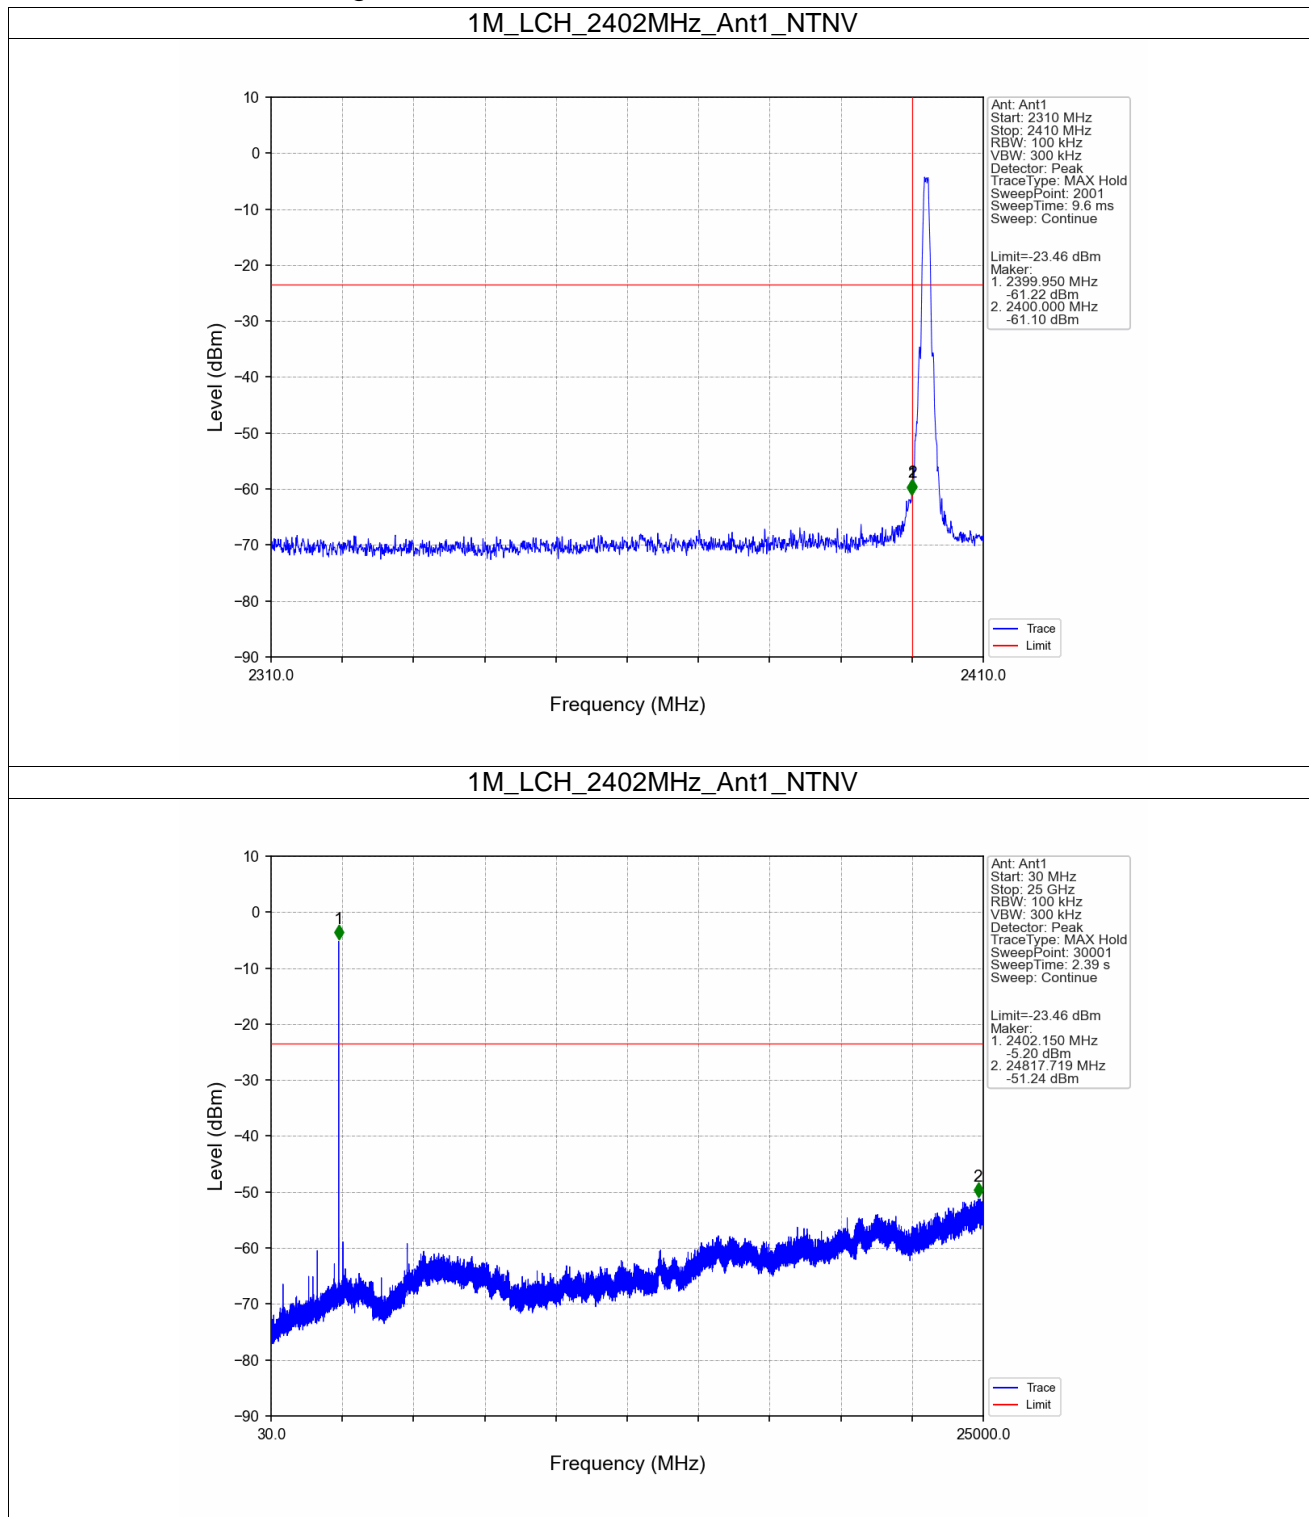 1M_LCH_2402MHz_Ant1_NTNV
10
0
−10
−20
−30
−40
−50
−60
−70
−80
−90
Level (dBm)
2310.0
2410.0
Frequency (MHz)
2
Ant: Ant1
Start: 2310 MHz
Stop: 2410 MHz
RBW: 100 kHz
VBW: 300 kHz
Detector: Peak
TraceType: MAX Hold
SweepPoint: 2001
SweepTime: 9.6 ms
Sweep: Continue
Limit=-23.46 dBm
Maker:
1. 2399.950 MHz
-61.22 dBm
2. 2400.000 MHz
-61.10 dBm
Trace
Limit
1M_LCH_2402MHz_Ant1_NTNV
10
0
−10
−20
−30
−40
−50
−60
−70
−80
−90
Level (dBm)
30.0
25000.0
Frequency (MHz)
1
2
Ant: Ant1
Start: 30 MHz
Stop: 25 GHz
RBW: 100 kHz
VBW: 300 kHz
Detector: Peak
TraceType: MAX Hold
SweepPoint: 30001
SweepTime: 2.39 s
Sweep: Continue
Limit=-23.46 dBm
Maker:
1. 2402.150 MHz
-5.20 dBm
2. 24817.719 MHz
-51.24 dBm
Trace
Limit